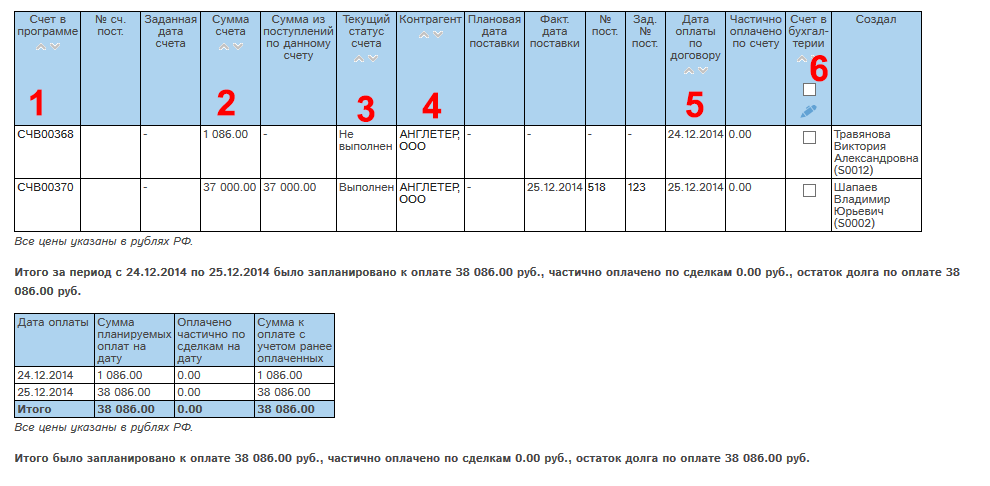 Счет в программе
№ сч. пост.
Заданная дата счета
Сумма счета
Сумма из поступлений по данному счету
Текущий статус счета
Контрагент
Плановая дата поставки
Факт. дата поставки
№ пост.
Зад. № пост.
Дата оплаты по договору
Частично оплачено по счету
Счет в бухгал-терии
Создал
1 2 3 4 5 6
СЧВ00368 - 1 086.00 - Не выполнен АНГЛЕТЕР, ООО - - - - 24.12.2014 0.00 Травянова Виктория Александровна (S0012)
СЧВ00370 - 37 000.00 37 000.00 Выполнен АНГЛЕТЕР, ООО - 25.12.2014 518 123 25.12.2014 0.00 Шапаев Владимир Юрьевич (S0002)
Все цены указаны в рублях РФ.
Итого за период с 24.12.2014 по 25.12.2014 было запланировано к оплате 38 086.00 руб., частично оплачено по сделкам 0.00 руб., остаток долга по оплате 38
086.00 руб.
Дата оплаты
Сумма планируемых оплат на дату
Оплачено частично по сделкам на дату
Сумма к оплате с учетом ранее оплаченных
24.12.2014 1 086.00 0.00 1 086.00
25.12.2014 38 086.00 0.00 38 086.00
Итого 38 086.00 0.00 38 086.00
Все цены указаны в рублях РФ.
Итого было запланировано к оплате 38 086.00 руб., частично оплачено по сделкам 0.00 руб., остаток долга по оплате 38 086.00 руб.